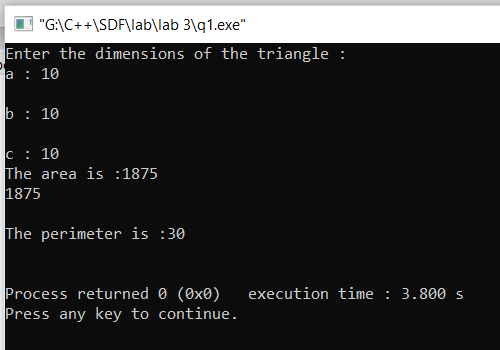 "G:\C++\SDF\lab\lab 3\q1.exe"
Enter the dimensions of the triangle :
a : 10
b : 10
c : 10
The area is :1875
1875
The perimeter is :30
Process returned 0 (0x0)   execution time : 3.800 s
Press any key to continue.